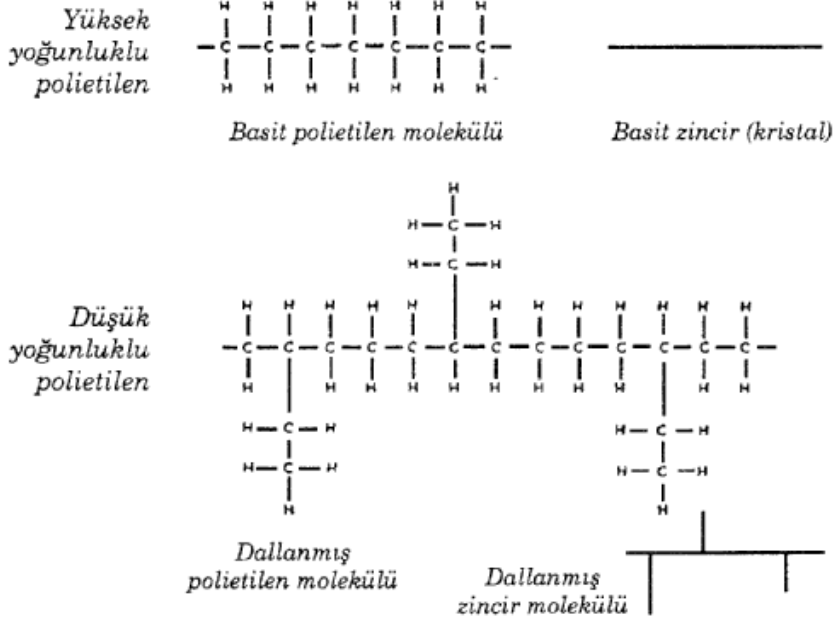 H H H H H H H
Yüksek
yoğunluklu
polietilen
—C—C—C—C—C—C—C—
H H H H H H H
Basit polietilen molekülü
Basit zincir (kristal)
H
H—C—H
H—C—H
H H H H H H H H H H H H
Düşük
yoğunluklu
polietilen
—C—C—C—C—C—C—C—C—C—C—C—C—C—
H H H H H H H H H H H
H—C—H H—C—H
H—C—H H—C—H
H H
Dallanmış
polietilen molekülü
Dallanmış
zincir molekülü